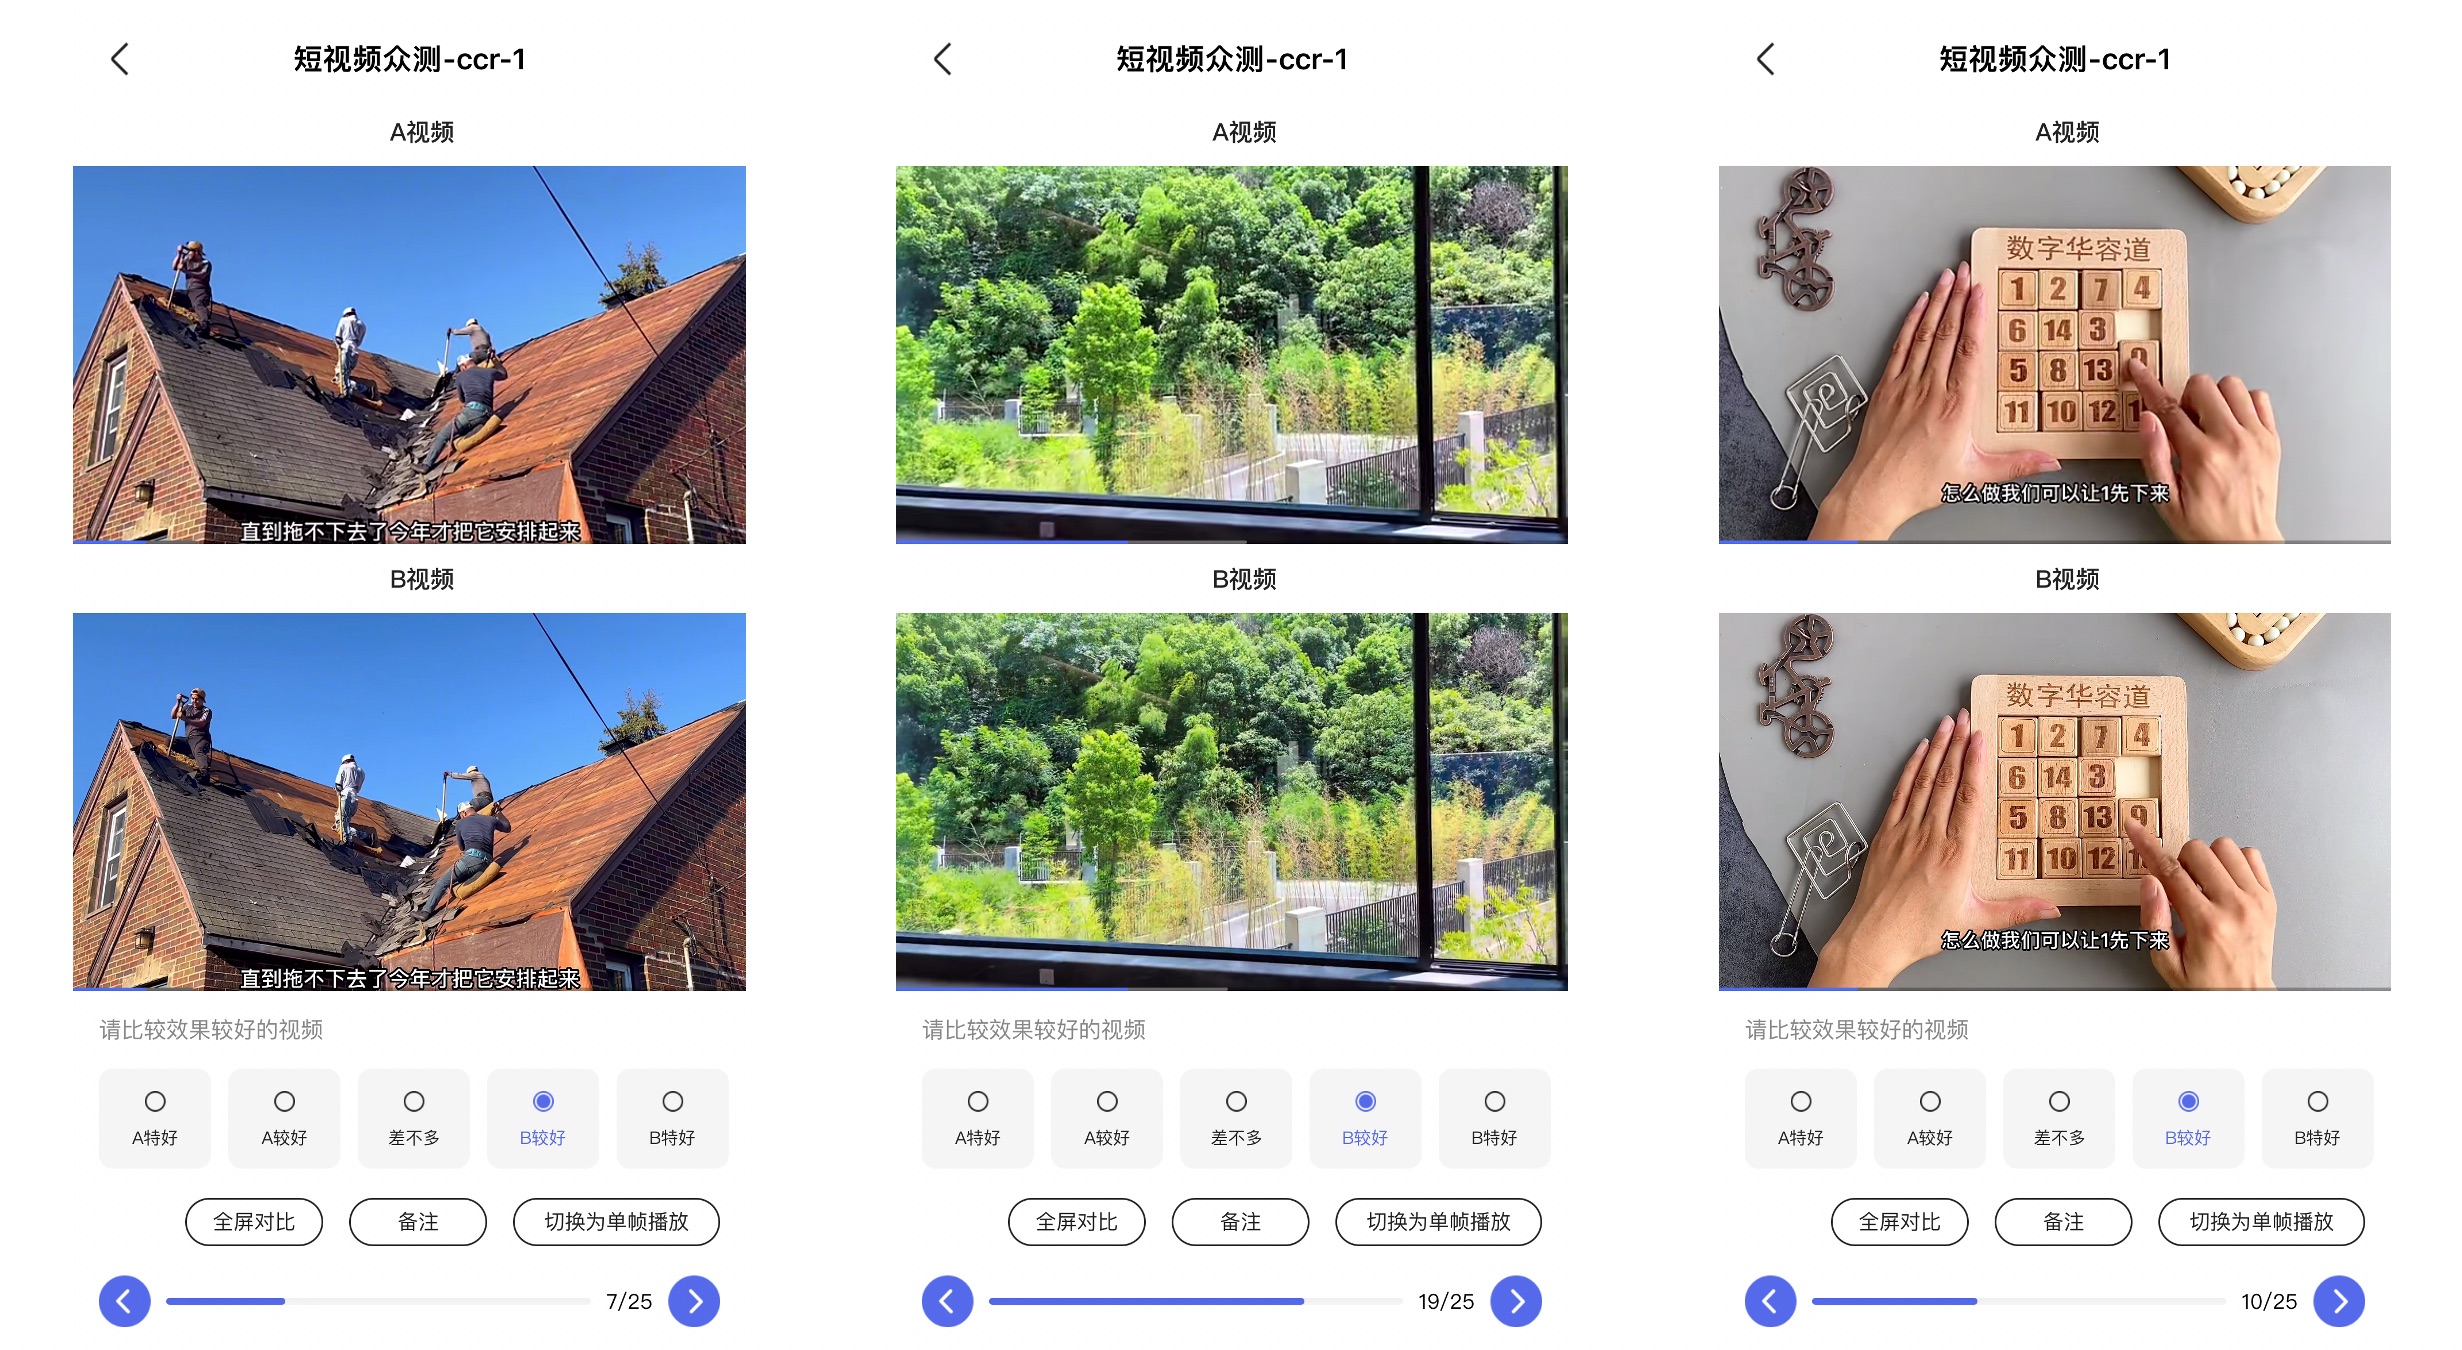 短视频众测-ccr-1
A视频
直到拖不下去了今年才把它安排起来
B视频
直到拖不下去了今年才把它安排起来
请比较效果较好的视频
A特好
A较好
差不多
B较好
B特好
全屏对比
备注
切换为单帧播放
7/25
短视频众测-ccr-1
A视频
B视频
请比较效果较好的视频
A特好
A较好
差不多
B较好
B特好
全屏对比
备注
切换为单帧播放
19/25
短视频众测-ccr-1
A视频
数字华容道
1 2 7 4
6 14 3
5 8 13
11 10 12
怎么做我们可以让1先下来
B视频
数字华容道
1 2 7 4
6 14 3
5 8 13 9
11 10 12
怎么做我们可以让1先下来
请比较效果较好的视频
A特好
A较好
差不多
B较好
B特好
全屏对比
备注
切换为单帧播放
10/25